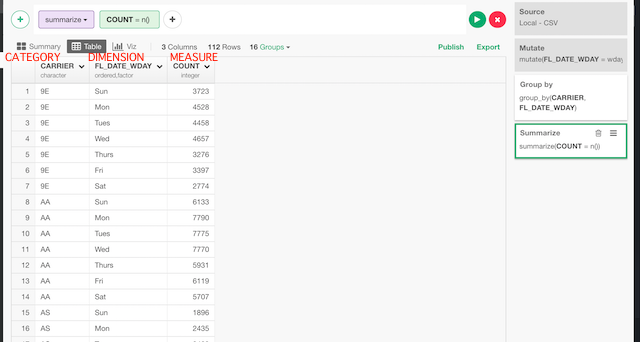 summarize COUNT = n()
Summary Table Viz 3 Columns 112 Rows 16 Groups Publish Export
CATEGORY DIMENSION MEASURE
CARRIER FL_DATE_WDAY COUNT
character ordered,factor integer
1 9E Sun 3723
2 9E Mon 4528
3 9E Tues 4458
4 9E Wed 4657
5 9E Thurs 3276
6 9E Fri 3397
7 9E Sat 2774
8 AA Sun 6133
9 AA Mon 7790
10 AA Tues 7775
11 AA Wed 7770
12 AA Thurs 5931
13 AA Fri 6119
14 AA Sat 5707
15 AS Sun 1896
16 AS Mon 2435
Source
Local - CSV
Mutate
mutate(FL_DATE_WDAY = wday
Group by
group_by(CARRIER,
FL_DATE_WDAY)
Summarize
summarize(COUNT = n())